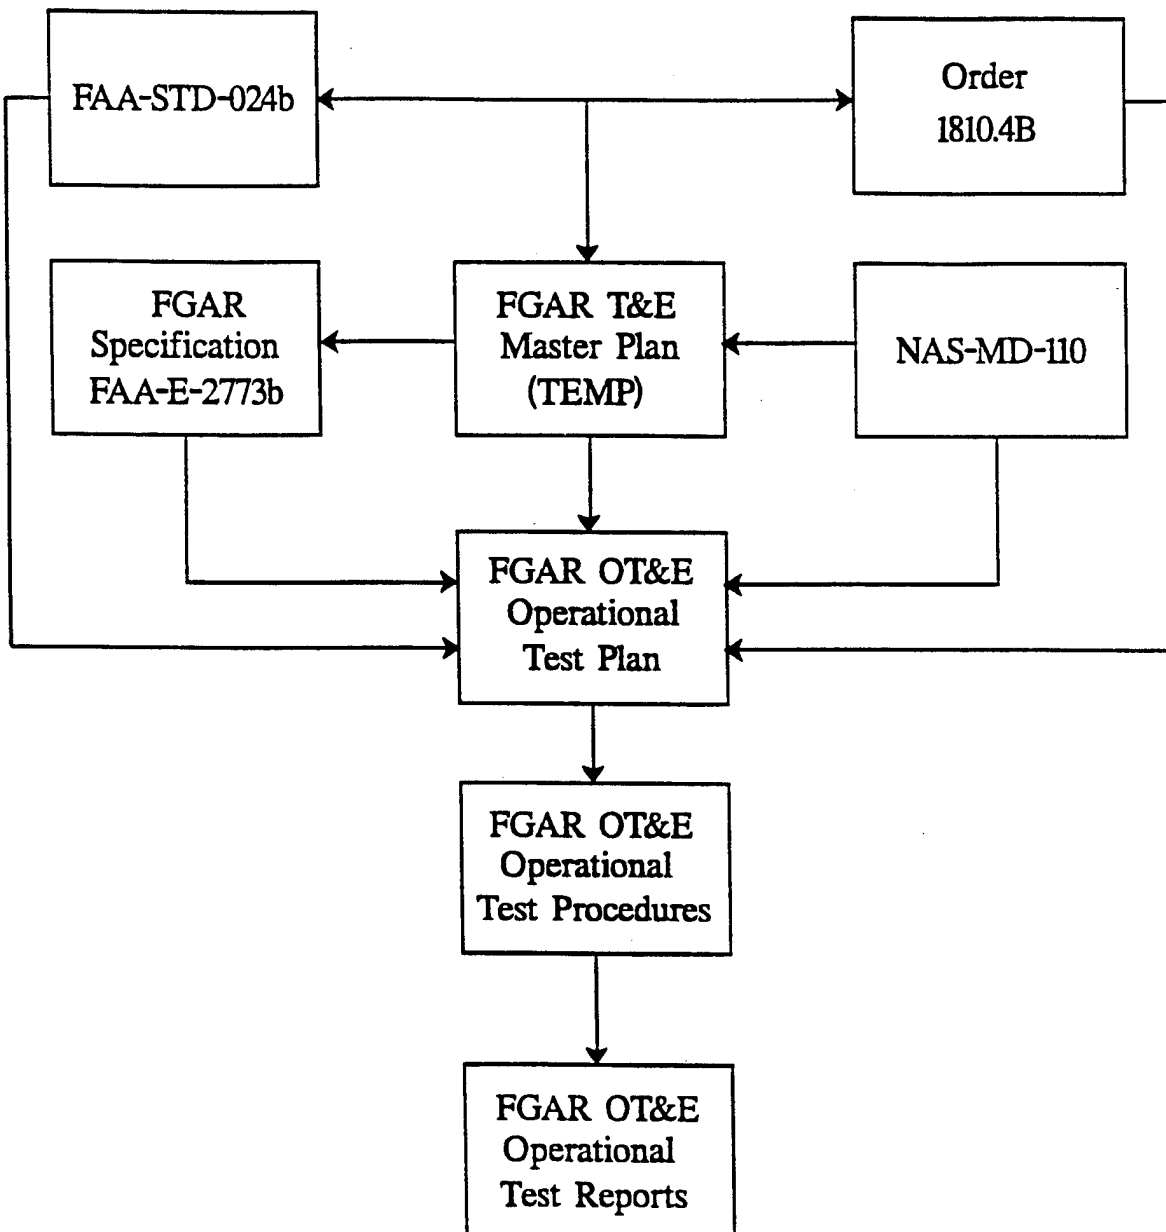 FAA-STD-024b
Order
1810.4B
FGAR
Specification
FAA-E-2773b
FGAR T&E
Master Plan
(TEMP)
NAS-MD-110
FGAR OT&E
Operational
Test Plan
FGAR OT&E
Operational
Test Procedures
FGAR OT&E
Operational
Test Reports